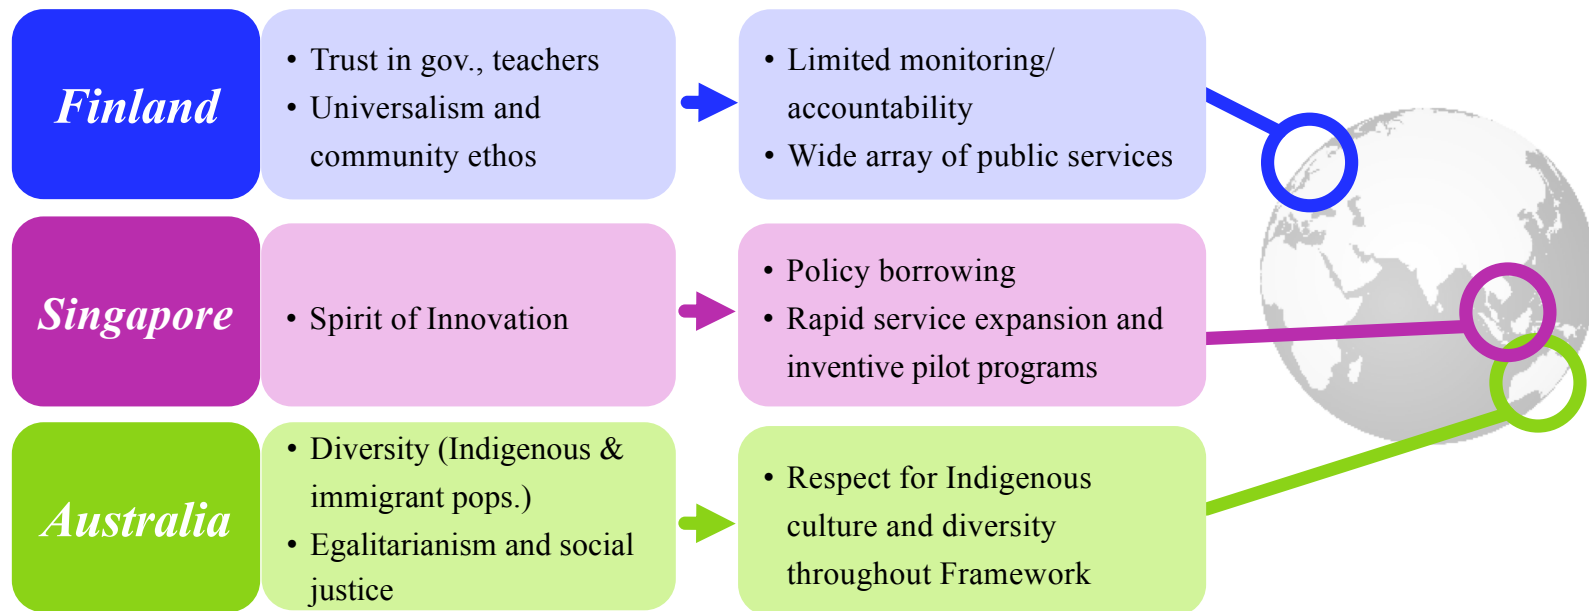 Finland
• Trust in gov., teachers
• Universalism and
community ethos
• Limited monitoring/
accountability
• Wide array of public services
Singapore
• Spirit of Innovation
• Policy borrowing
• Rapid service expansion and
inventive pilot programs
Australia
• Diversity (Indigenous &
immigrant pops.)
• Egalitarianism and social
justice
• Respect for Indigenous
culture and diversity
throughout Framework